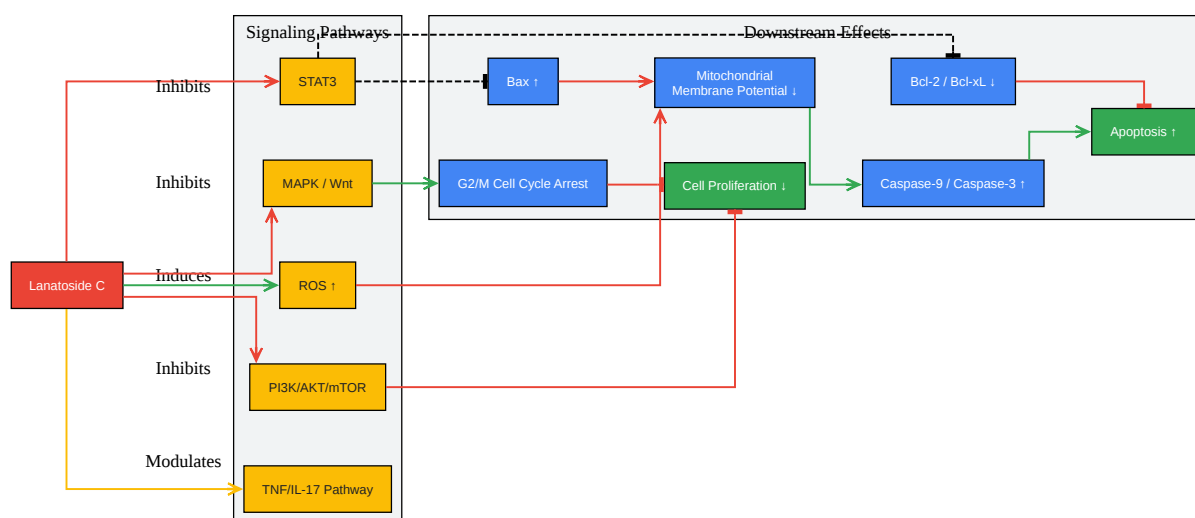 Signaling Pathways
Downstream Effects
Inhibits
STAT3
Bax ↑
Mitochondrial
Membrane Potential ↓
Bcl-2 / Bcl-xL ↓
Apoptosis ↑
Inhibits
MAPK / Wnt
G2/M Cell Cycle Arrest
Cell Proliferation ↓
Caspase-9 / Caspase-3 ↑
Lanatoside C
Induces
ROS ↑
Inhibits
PI3K/AKT/mTOR
Modulates
TNF/IL-17 Pathway